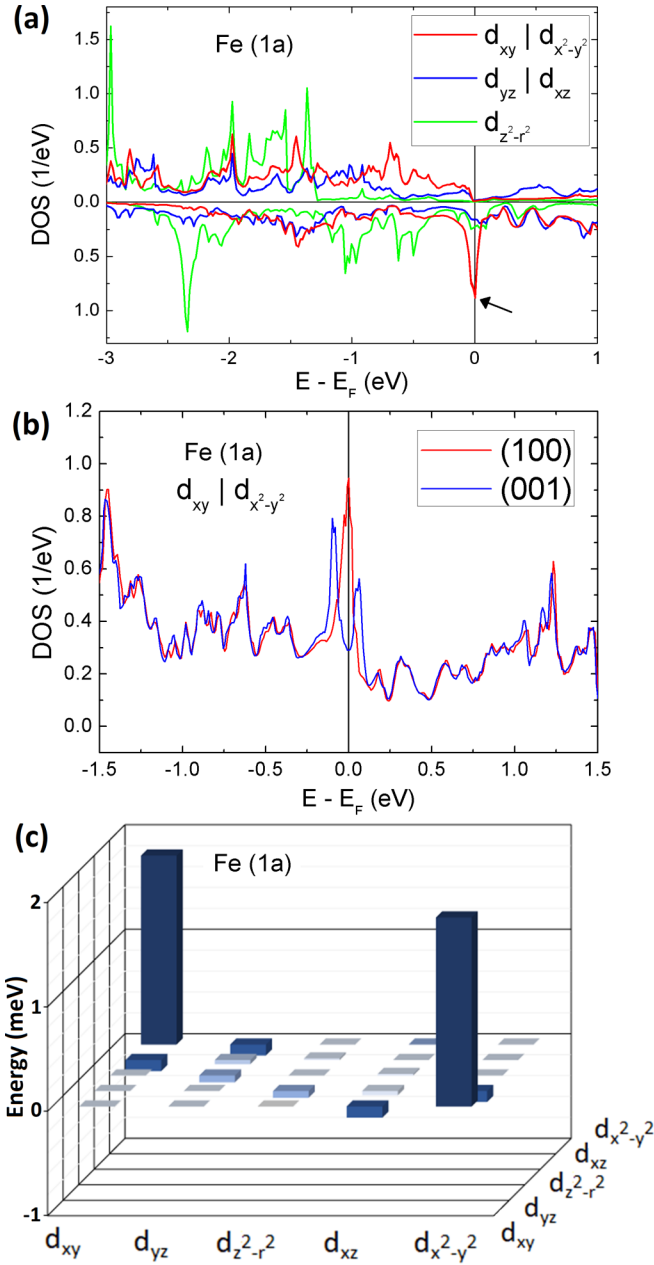 (a)
Fe (1a)
d_xy | d_x²-y²
d_yz | d_xz
d_z²-r²
1.5
1.0
0.5
0.0
0.5
1.0
DOS (1/eV)
-3
-2
-1
0
1
E - E_F (eV)
(b)
Fe (1a)
d_xy | d_x²-y²
(100)
(001)
1.2
1.0
0.8
0.6
0.4
0.2
0.0
DOS (1/eV)
-1.5
-1.0
-0.5
0.0
0.5
1.0
1.5
E - E_F (eV)
(c)
Fe (1a)
2
1
0
-1
Energy (meV)
d_xy
d_yz
d_z²-r²
d_xz
d_x²-y²
d_x²-y²
d_xz
d_z²-r²
d_yz
d_xy